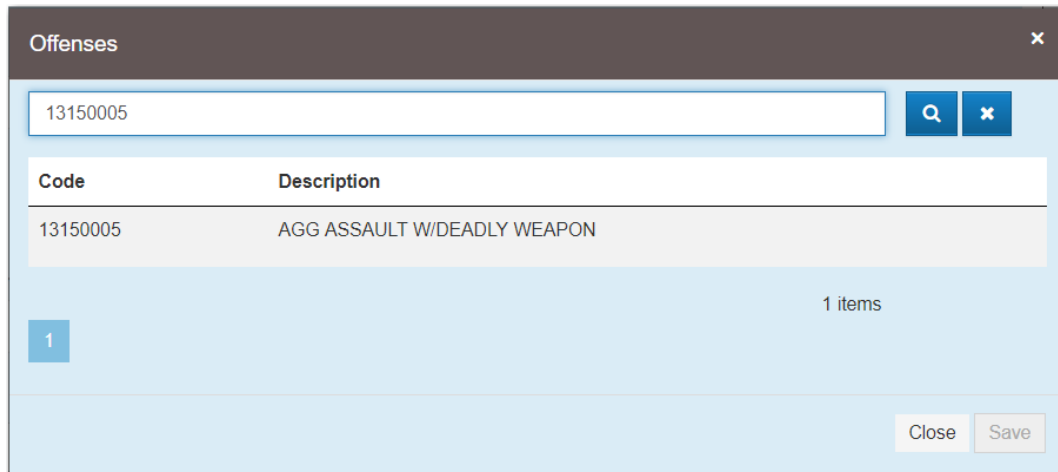 Offenses
13150005
Code Description
13150005 AGG ASSAULT W/DEADLY WEAPON
1 items
1
Close Save